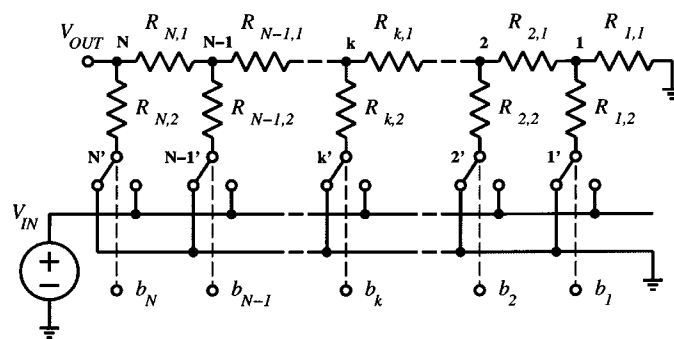 V_OUT N R_N,1 N−1 R_N−1,1 k R_k,1 2 R_2,1 1 R_1,1
R_N,2 R_N−1,2 R_k,2 R_2,2 R_1,2
N' N−1' k' 2' 1'
V_IN
+
−
b_N b_N−1 b_k b_2 b_1